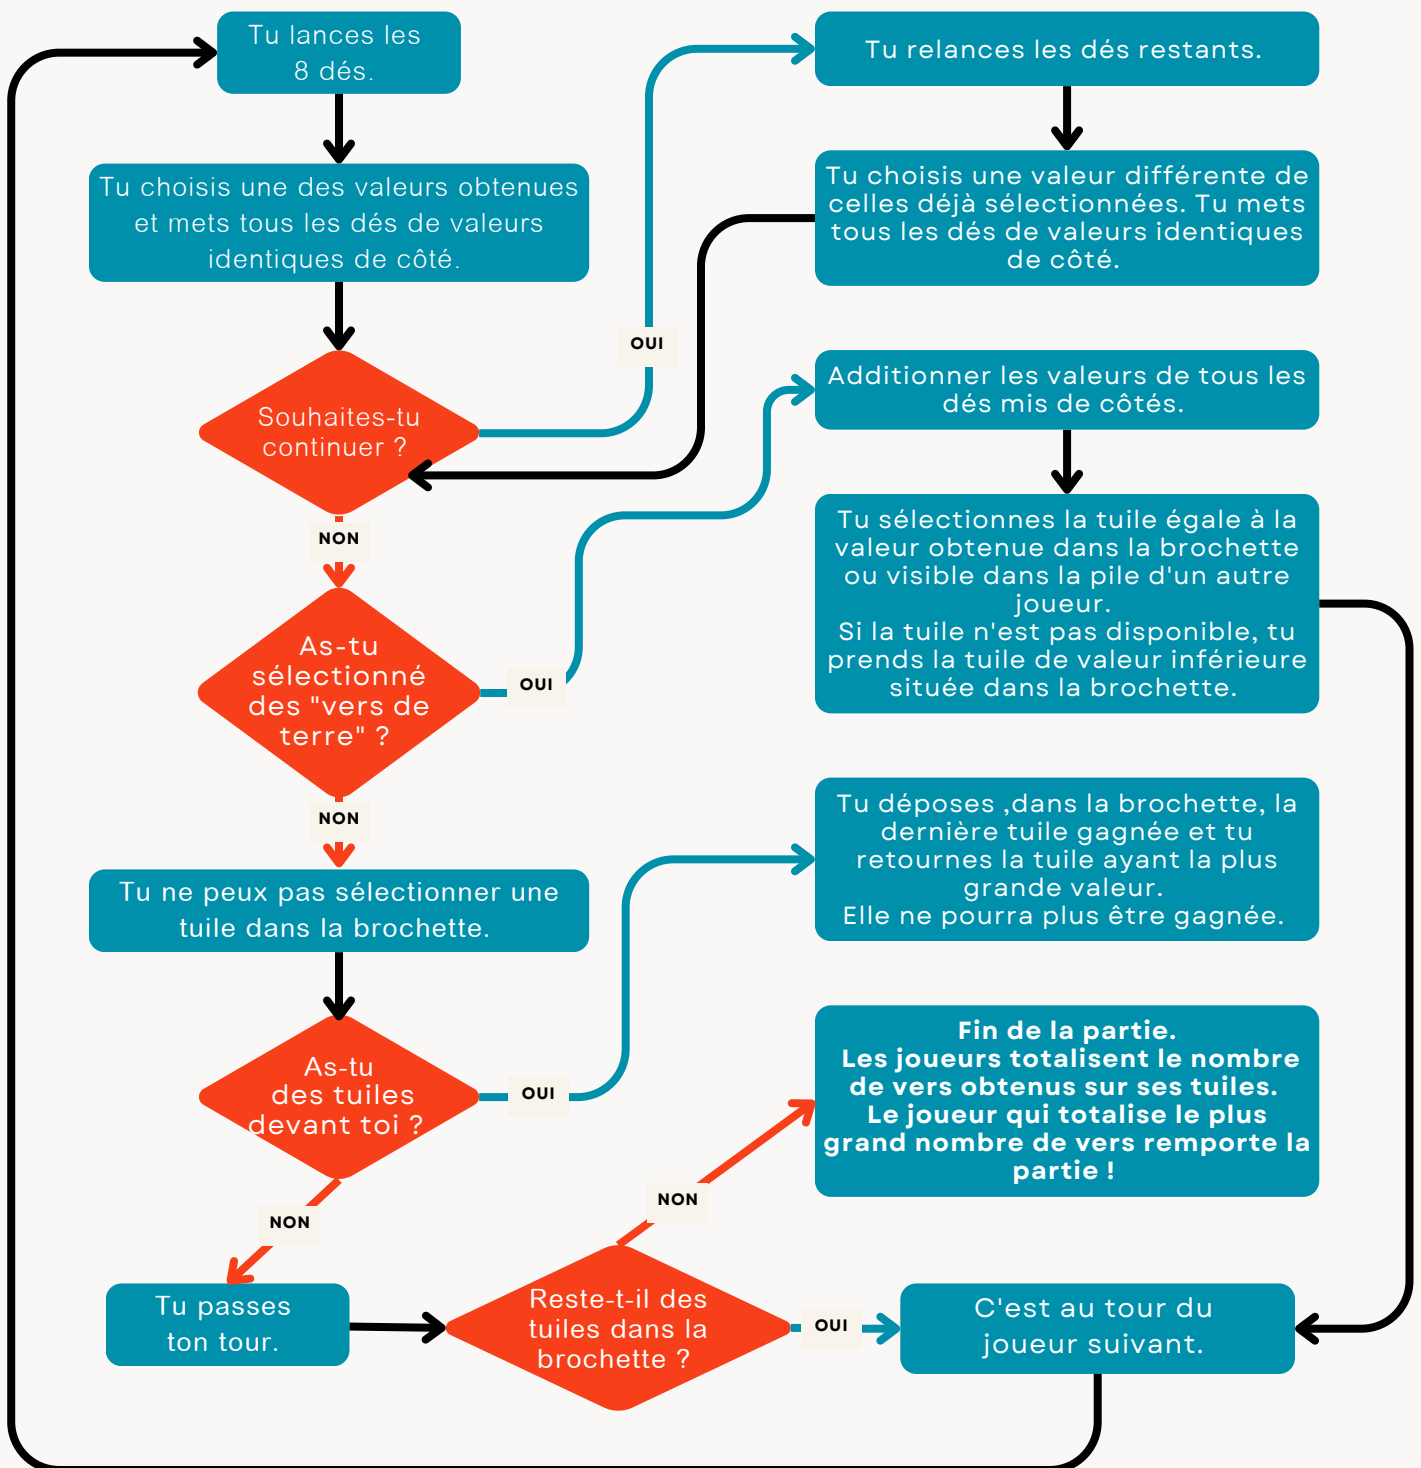 Tu lances les
8 dés.
Tu choisis une des valeurs obtenues
et mets tous les dés de valeurs
identiques de côté.
Souhaites-tu
continuer ?
OUI
Tu relances les dés restants.
Tu choisis une valeur différente de
celles déjà sélectionnées. Tu mets
tous les dés de valeurs identiques
de côté.
NON
As-tu
sélectionné
des "vers de
terre" ?
OUI
Additionner les valeurs de tous les
dés mis de côtés.
Tu sélectionnes la tuile égale à la
valeur obtenue dans la brochette
ou visible dans la pile d'un autre
joueur.
Si la tuile n'est pas disponible, tu
prends la tuile de valeur inférieure
située dans la brochette.
NON
Tu ne peux pas sélectionner une
tuile dans la brochette.
As-tu
des tuiles
devant toi ?
OUI
Tu déposes ,dans la brochette, la
dernière tuile gagnée et tu
retournes la tuile ayant la plus
grande valeur.
Elle ne pourra plus être gagnée.
NON
Tu passes
ton tour.
Reste-t-il des
tuiles dans la
brochette ?
NON
Fin de la partie.
Les joueurs totalisent le nombre
de vers obtenus sur ses tuiles.
Le joueur qui totalise le plus
grand nombre de vers remporte la
partie !
OUI
C'est au tour du
joueur suivant.